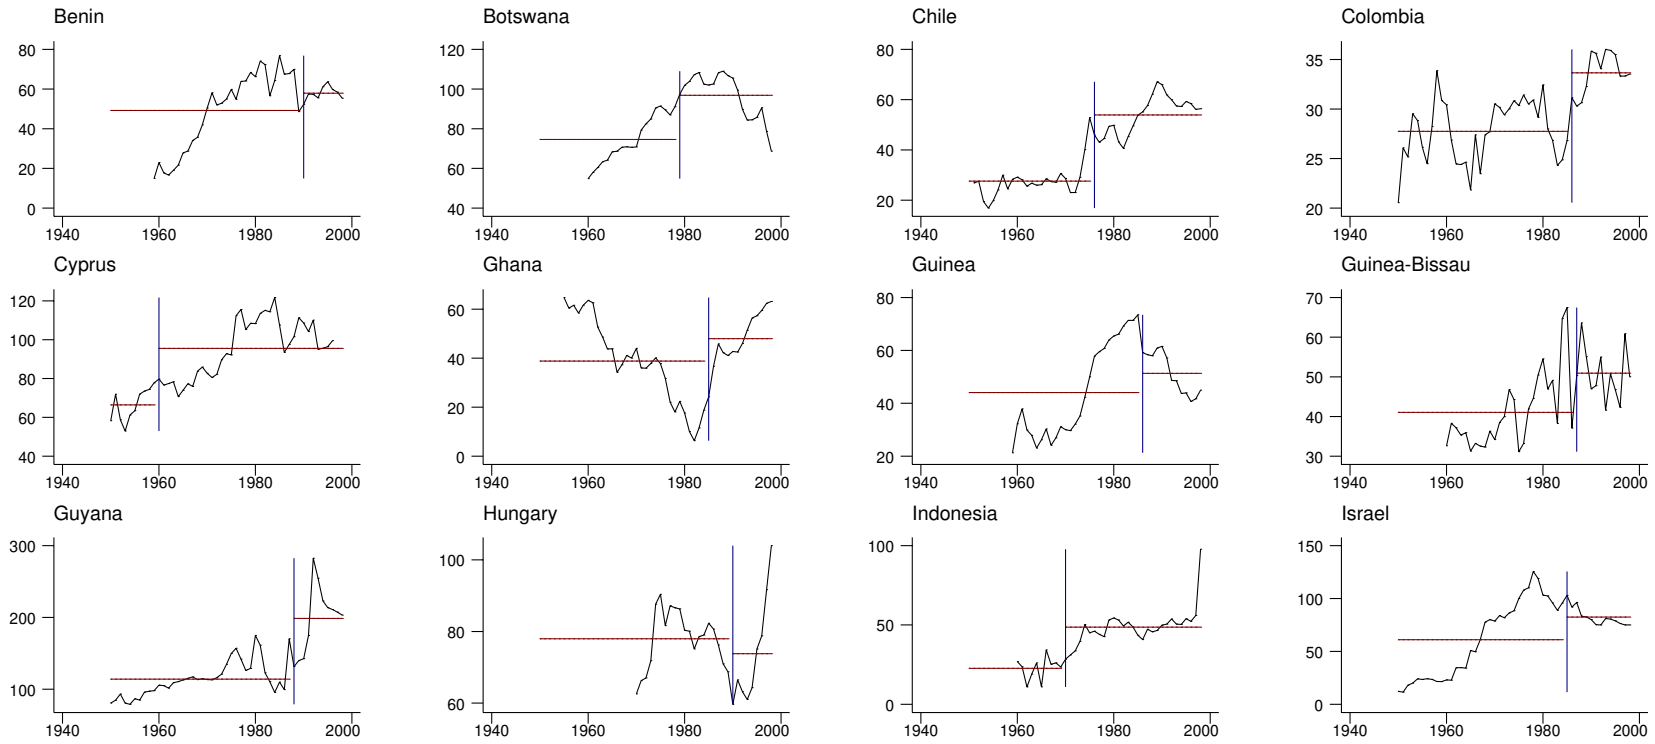 Benin Botswana Chile Colombia
80 120 80 35
60 100 60 30
40 80 40 25
20 60 20 20
0 40
1940 1960 1980 2000 1940 1960 1980 2000 1940 1960 1980 2000 1940 1960 1980 2000
Cyprus Ghana Guinea Guinea-Bissau
120 60 80 70
100 40 60 60
80 20 40 50
60 0 20 40
40 30
1940 1960 1980 2000 1940 1960 1980 2000 1940 1960 1980 2000 1940 1960 1980 2000
Guyana Hungary Indonesia Israel
300 100 100 150
200 80 50 100
100 60 0 50
0
1940 1960 1980 2000 1940 1960 1980 2000 1940 1960 1980 2000 1940 1960 1980 2000